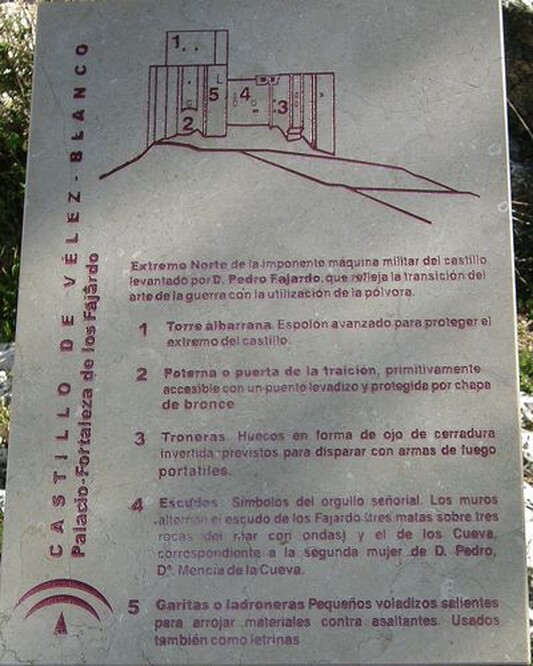 CASTILLO DE VÉLEZ-BLANCO
Palacio-Fortaleza de los Fajardo
1
2
5
4
3
Extremo Norte de la imponente máquina militar del castillo
levantado por D. Pedro Fajardo, que refleja la transición del
arte de la guerra con la utilización de la pólvora.
1 Torre albarrana. Espolón avanzado para proteger el
extremo del castillo.
2 Poterna o puerta de la traición, primitivamente
accesible con un puente levadizo y protegida por chapa
de bronce
3 Troneras. Huecos en forma de ojo de cerradura
invertida previstos para disparar con armas de fuego
portatiles.
4 Escudos. Símbolos del orgullo señorial. Los muros
alternan el escudo de los Fajardo (tres matas sobre tres
rocas del mar con ondas) y el de los Cueva,
correspondiente a la segunda mujer de D. Pedro,
Dª. Mencía de la Cueva.
5 Garitas o ladroneras Pequeños voladizos salientes
para arrojar materiales contra asaltantes. Usados
también como letrinas